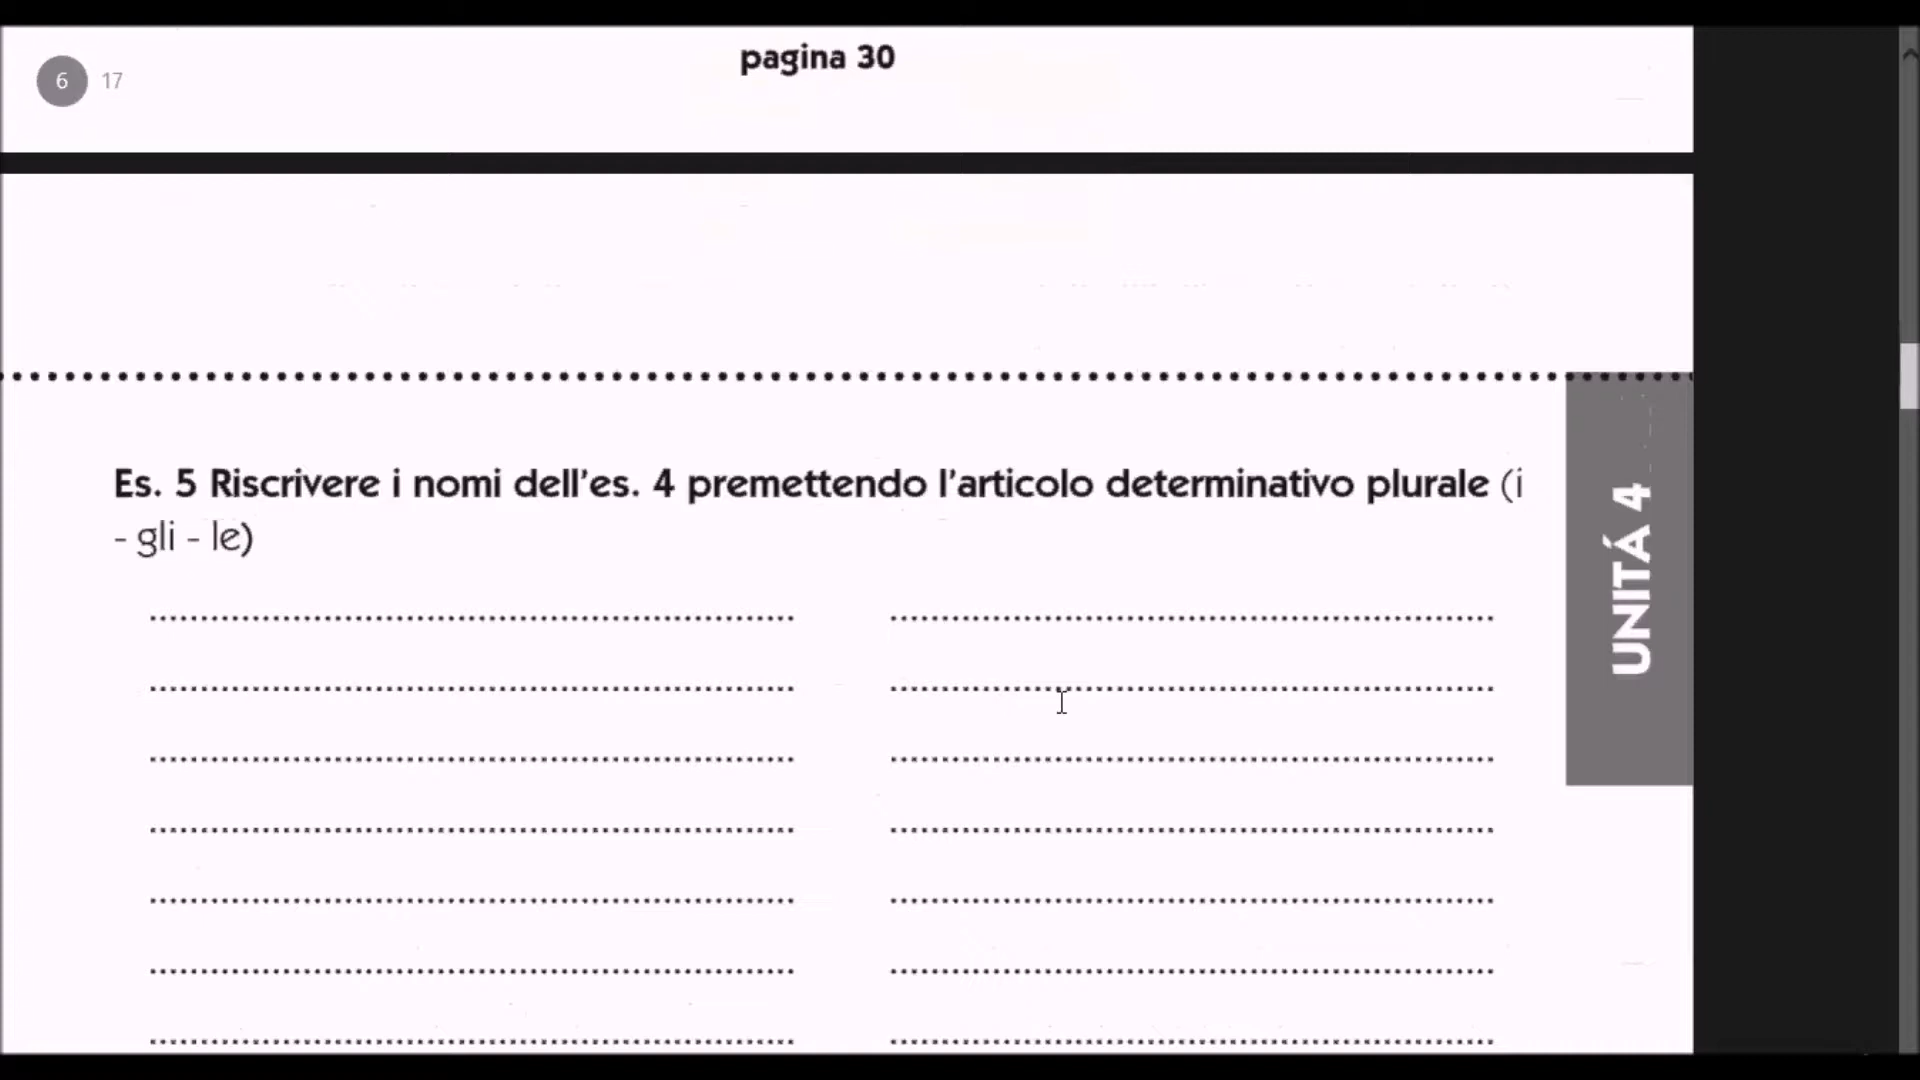 pagina 30
6 17
Es. 5 Riscrivere i nomi dell'es. 4 premettendo l'articolo determinativo plurale (i
- gli - le)
UNITÁ 4